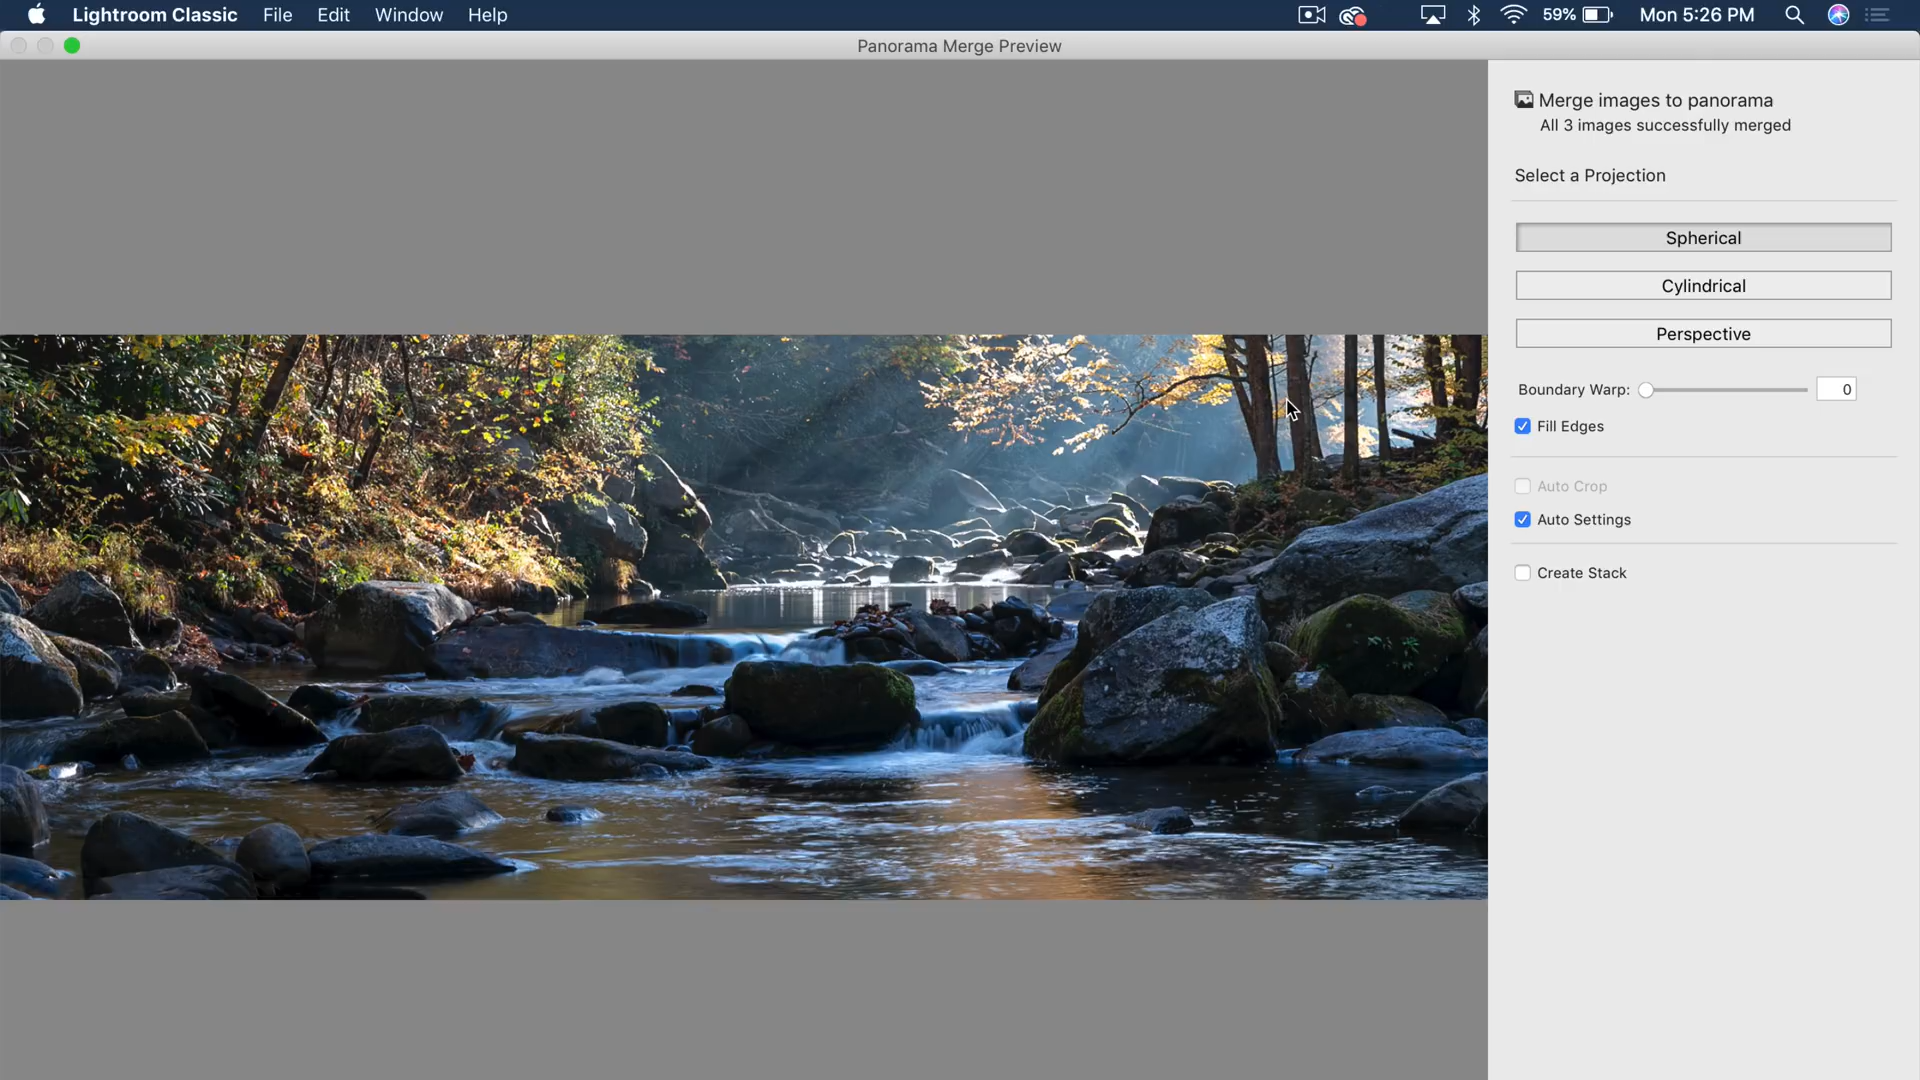 Lightroom Classic File Edit Window Help 59% Mon 5:26 PM
Panorama Merge Preview
Merge images to panorama
All 3 images successfully merged
Select a Projection
Spherical
Cylindrical
Perspective
Boundary Warp: 0
Fill Edges
Auto Crop
Auto Settings
Create Stack